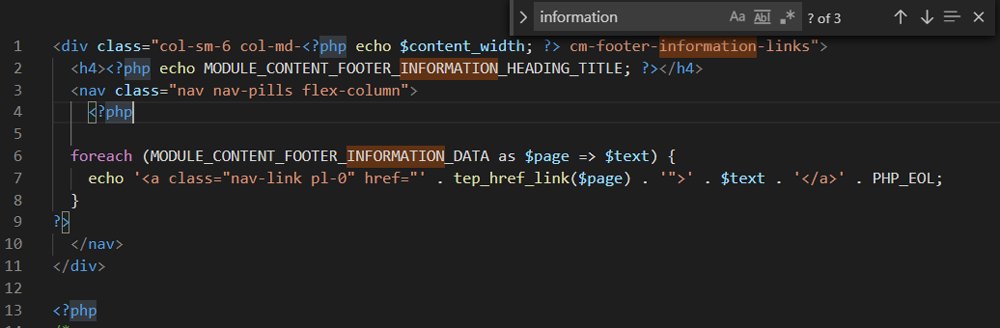 information
Aa Abl .* ? of 3
1 <div class="col-sm-6 col-md-<?php echo $content_width; ?> cm-footer-information-links">
2 <h4><?php echo MODULE_CONTENT_FOOTER_INFORMATION_HEADING_TITLE; ?></h4>
3 <nav class="nav nav-pills flex-column">
4 <?php
5
6 foreach (MODULE_CONTENT_FOOTER_INFORMATION_DATA as $page => $text) {
7 echo '<a class="nav-link pl-0" href="' . tep_href_link($page) . '">' . $text . '</a>' . PHP_EOL;
8 }
9 ?>
10 </nav>
11 </div>
12
13 <?php
14 /*